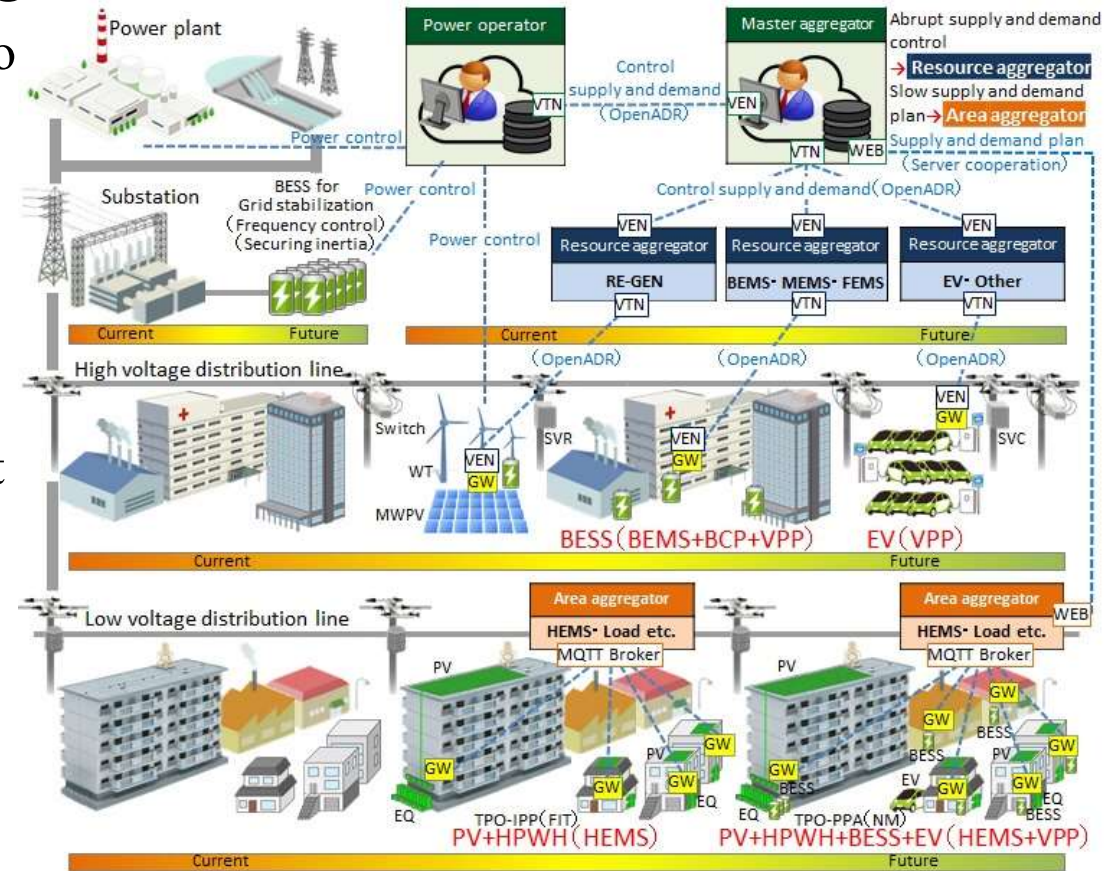 Power plant
Power operator
VTN
Control
supply and demand
(OpenADR)
Master aggregator
VEN
VTN
WEB
Abrupt supply and demand
control
→ Resource aggregator
Slow supply and demand
plan→ Area aggregator
Supply and demand plan
(Server cooperation)
Power control
Substation
BESS for
Grid stabilization
(Frequency control)
(Securing inertia)
Power control
Power control
Control supply and demand(OpenADR)
VEN
VEN
VEN
Resource aggregator
RE-GEN
VTN
Resource aggregator
BEMS・MEMS・FEMS
VTN
Resource aggregator
EV・Other
VTN
Current
Future
Current
Future
(OpenADR)
(OpenADR)
(OpenADR)
High voltage distribution line
Switch
WT
MWPV
VEN
GW
SVR
VEN
GW
VEN
GW
SVC
BESS(BEMS+BCP+VPP)
EV(VPP)
Current
Future
Low voltage distribution line
Area aggregator
HEMS・Load etc.
MQTT Broker
Area aggregator
HEMS・Load etc.
MQTT Broker
WEB
PV
GW
EQ
GW
PV
GW
GW
EQ
TPO-IPP(FIT)
PV+HPWH(HEMS)
PV
GW
BESS
EQ
GW
BESS
GW
BESS
EV
GW
PV
GW
GW
EQ
BESS
TPO-PPA(NM)
PV+HPWH+BESS+EV(HEMS+VPP)
Current
Future